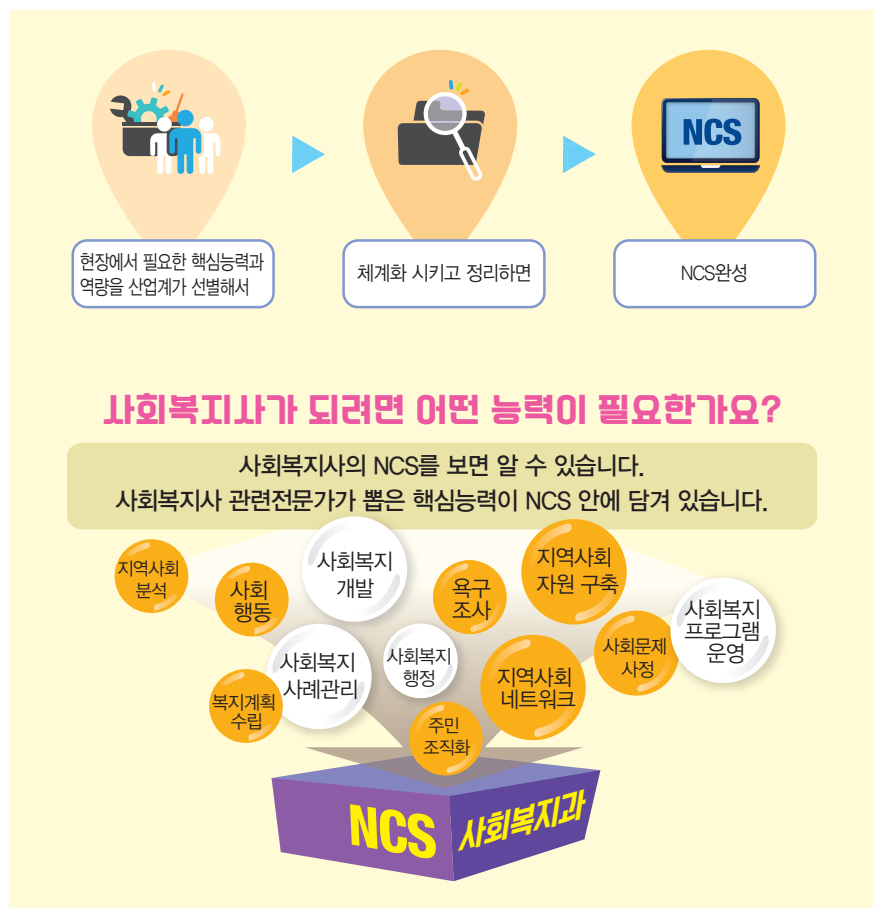 NCS
현장에서 필요한 핵심능력과
역량을 산업계가 선별해서
체계화 시키고 정리하면
NCS완성
사회복지사가 되려면 어떤 능력이 필요한가요?
사회복지사의 NCS를 보면 알 수 있습니다.
사회복지사 관련전문가가 뽑은 핵심능력이 NCS 안에 담겨 있습니다.
지역사회
분석
사회
행동
사회복지
개발
욕구
조사
지역사회
자원 구축
사회복지
프로그램
운영
사회문제
사정
사회복지
행정
사회복지
사례관리
지역사회
네트워크
복지계획
수립
주민
조직화
NCS
사회복지과